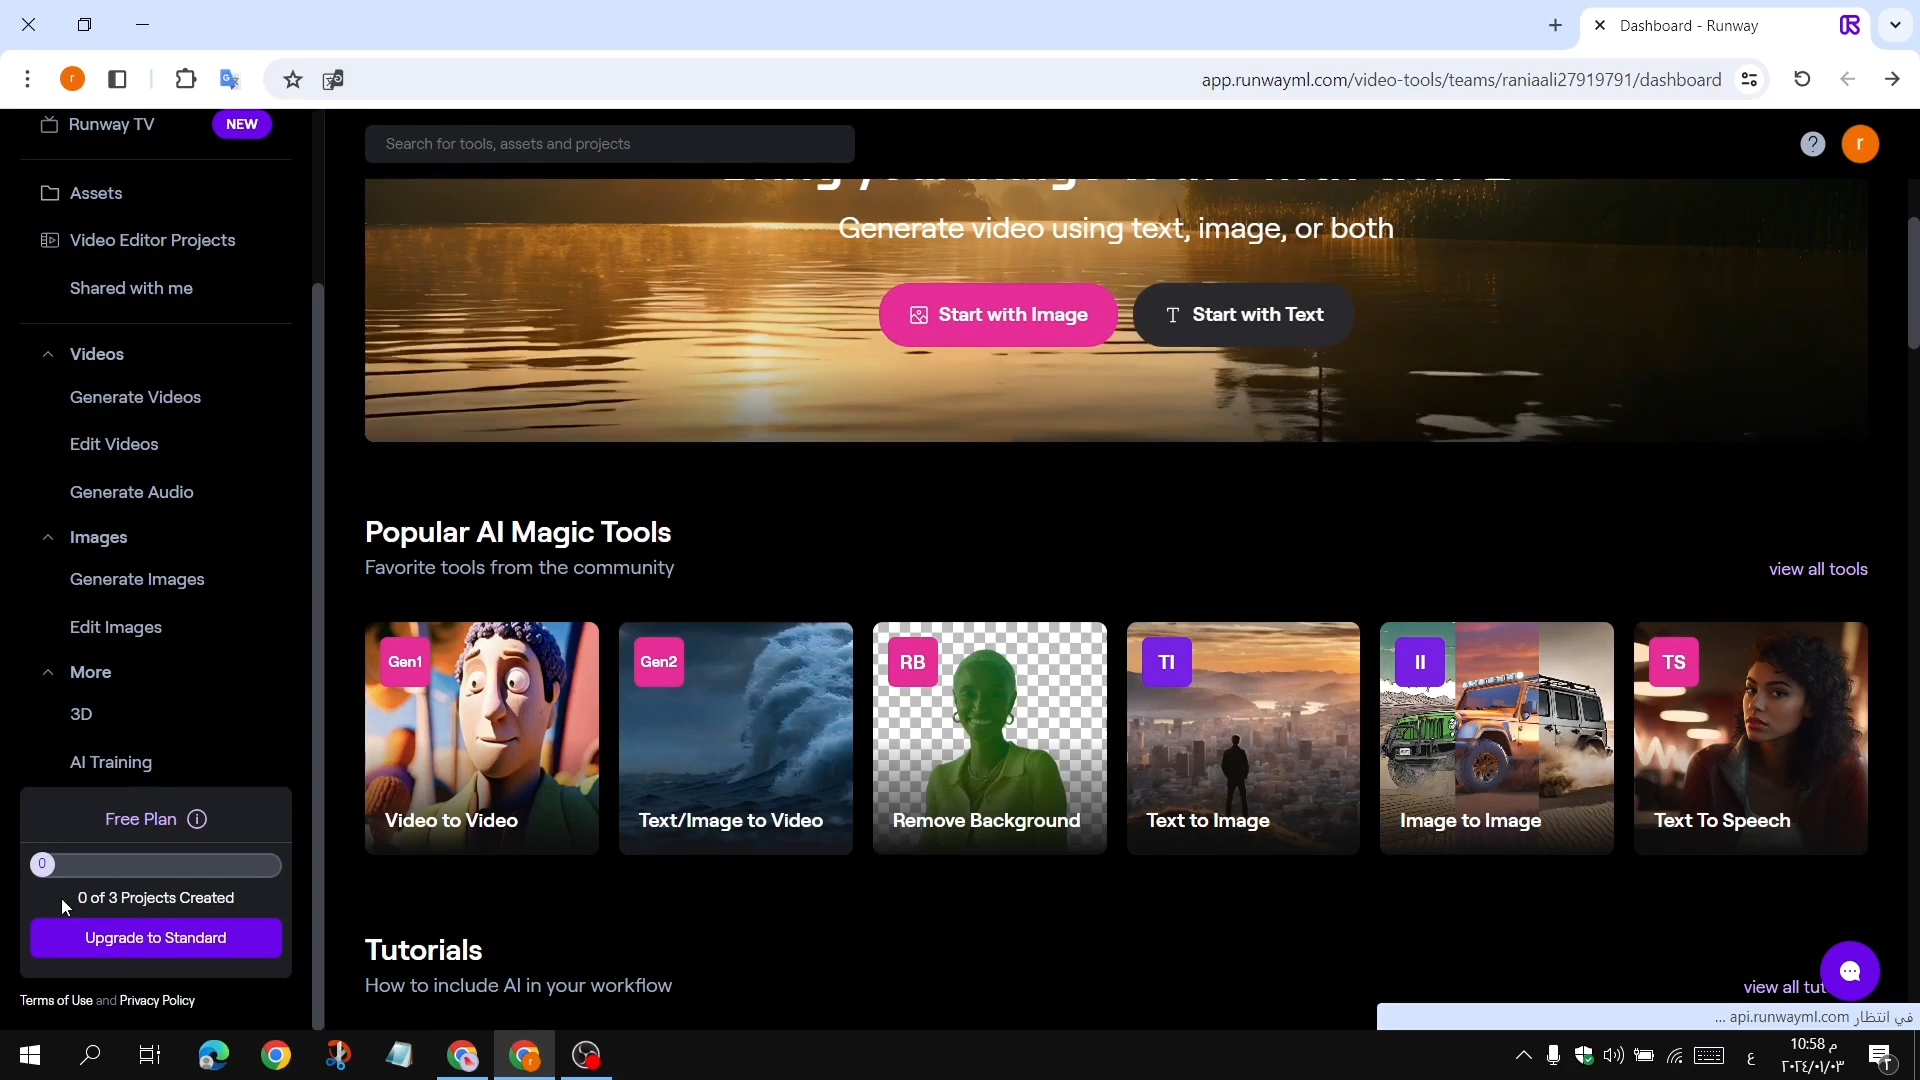 Dashboard - Runway
app.runwayml.com/video-tools/teams/raniaali27919791/dashboard
r
Runway TV
NEW
Assets
Video Editor Projects
Shared with me
Videos
Generate Videos
Edit Videos
Generate Audio
Images
Generate Images
Edit Images
More
3D
AI Training
Free Plan
0
0 of 3 Projects Created
Upgrade to Standard
Terms of Use and Privacy Policy
Search for tools, assets and projects
?
r
Generate video using text, image, or both
Start with Image
Start with Text
Popular AI Magic Tools
Favorite tools from the community
view all tools
Gen1
Video to Video
Gen2
Text/Image to Video
RB
Remove Background
TI
Text to Image
II
Image to Image
TS
Text To Speech
Tutorials
How to include AI in your workflow
view all tut
في انتظار api.runwayml.com ...
ع
10:58 م
٢٠٢٤/٠١/٠٣
٢